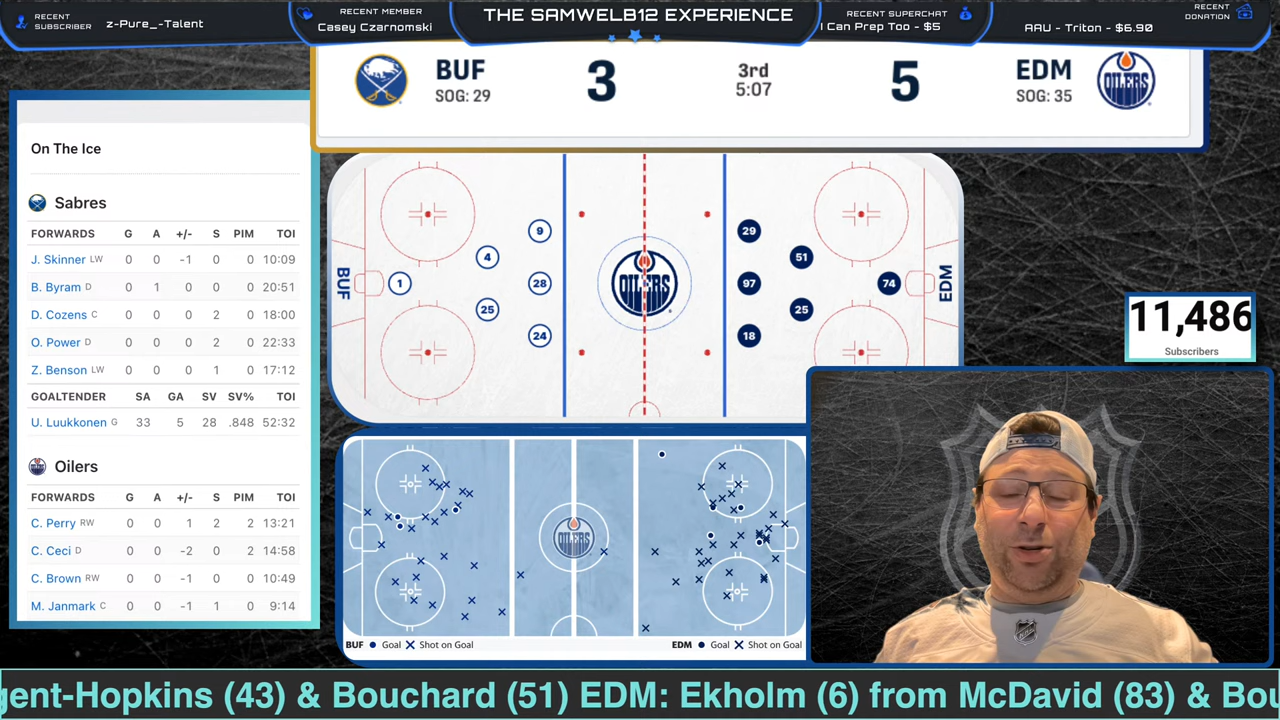 RECENT
SUBSCRIBER
z-Pure_-Talent
RECENT MEMBER
Casey Czarnomski
THE SAMWELB12 EXPERIENCE
RECENT SUPERCHAT
I Can Prep Too - $5
RECENT
DONATION
AAU - Triton - $6.90
BUF
SOG: 29
3
3rd
5:07
5
EDM
SOG: 35
OILERS
On The Ice
Sabres
FORWARDS G A +/- S PIM TOI
J. Skinner LW 0 0 -1 0 0 10:09
B. Byram D 0 1 0 0 0 20:51
D. Cozens C 0 0 0 2 0 18:00
O. Power D 0 0 0 2 0 22:33
Z. Benson LW 0 0 0 1 0 17:12
GOALTENDER SA GA SV SV% TOI
U. Luukkonen G 33 5 28 .848 52:32
Oilers
FORWARDS G A +/- S PIM TOI
C. Perry RW 0 0 1 2 2 13:21
C. Ceci D 0 0 -2 0 2 14:58
C. Brown RW 0 0 -1 0 0 10:49
M. Janmark C 0 0 -1 1 0 9:14
BUF
1
4
25
9
28
24
OILERS
29
97
18
51
25
74
EDM
11,486
Subscribers
OILERS
BUF Goal Shot on Goal
EDM Goal Shot on Goal
NHL
gent-Hopkins (43) & Bouchard (51) EDM: Ekholm (6) from McDavid (83) & Bou